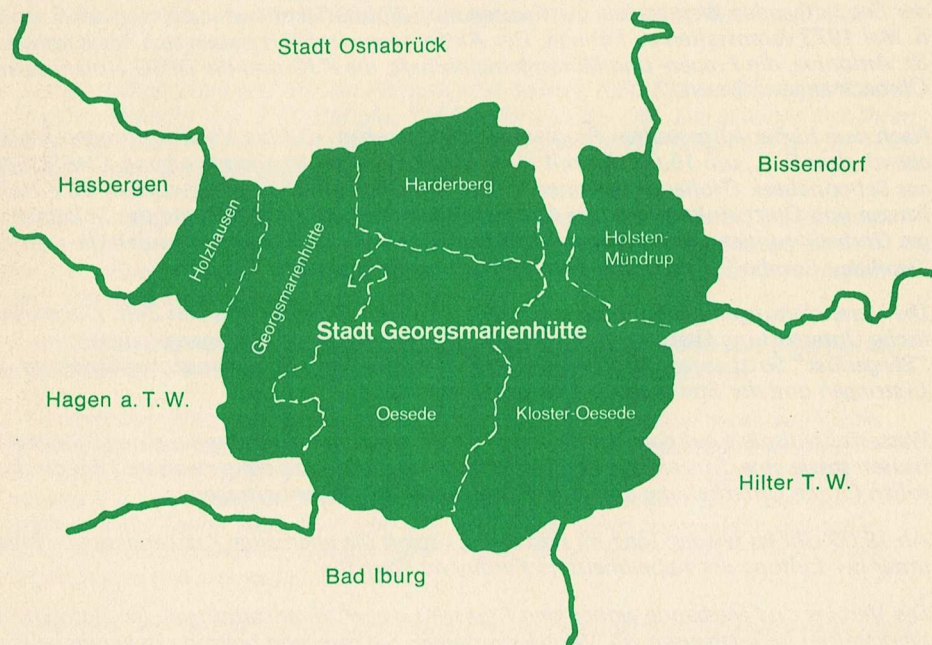 Stadt Osnabrück
Hasbergen
Harderberg
Bissendorf
Holzhausen
Georgsmarienhütte
Holsten-
Mündrup
Stadt Georgsmarienhütte
Hagen a. T. W.
Oesede
Kloster-Oesede
Hilter T. W.
Bad Iburg